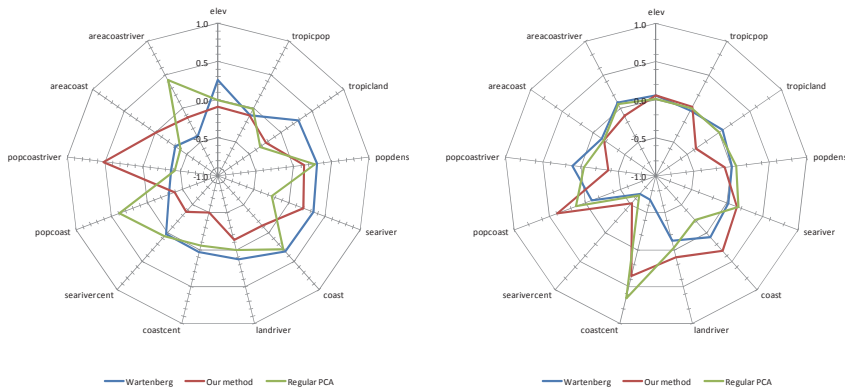 elev
tropicpop
tropicland
popdens
seariver
coast
landriver
coastcent
searivercent
popcoast
popcoastriver
areacoast
areacoastriver
1.0
0.5
0.0
-0.5
-1.0
Wartenberg
Our method
Regular PCA
elev
tropicpop
tropicland
popdens
seariver
coast
landriver
coastcent
searivercent
popcoast
popcoastriver
areacoast
areacoastriver
1.0
0.5
0.0
-0.5
-1.0
Wartenberg
Our method
Regular PCA